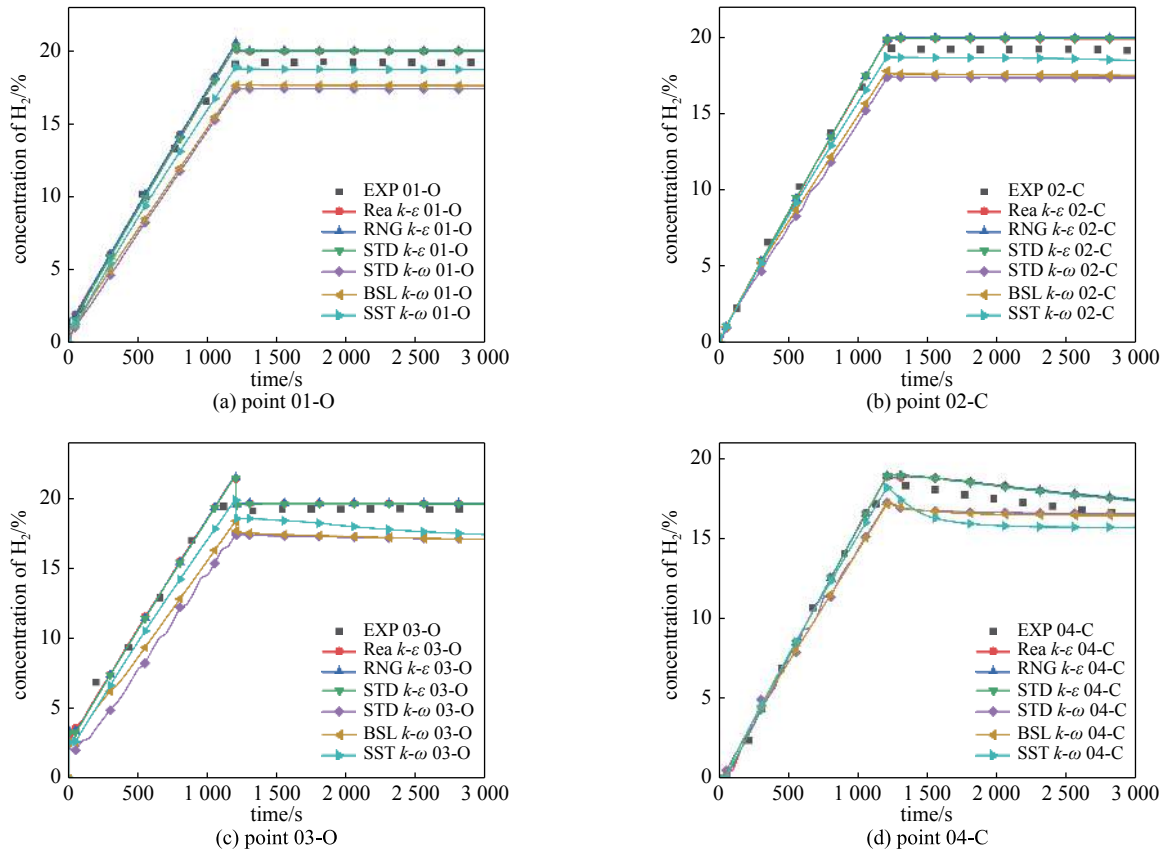 concentration of H₂/%
20
15
10
5
0
EXP 01-O
Rea k-ε 01-O
RNG k-ε 01-O
STD k-ε 01-O
STD k-ω 01-O
BSL k-ω 01-O
SST k-ω 01-O
0 500 1 000 1 500 2 000 2 500 3 000
time/s
(a) point 01-O
concentration of H₂/%
20
15
10
5
0
EXP 02-C
Rea k-ε 02-C
RNG k-ε 02-C
STD k-ε 02-C
STD k-ω 02-C
BSL k-ω 02-C
SST k-ω 02-C
0 500 1 000 1 500 2 000 2 500 3 000
time/s
(b) point 02-C
concentration of H₂/%
20
15
10
5
0
EXP 03-O
Rea k-ε 03-O
RNG k-ε 03-O
STD k-ε 03-O
STD k-ω 03-O
BSL k-ω 03-O
SST k-ω 03-O
0 500 1 000 1 500 2 000 2 500 3 000
time/s
(c) point 03-O
concentration of H₂/%
20
15
10
5
0
EXP 04-C
Rea k-ε 04-C
RNG k-ε 04-C
STD k-ε 04-C
STD k-ω 04-C
BSL k-ω 04-C
SST k-ω 04-C
0 500 1 000 1 500 2 000 2 500 3 000
time/s
(d) point 04-C